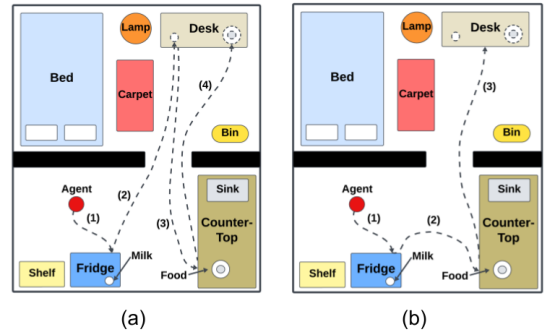 Lamp
Desk
Bed
Carpet
(4)
Bin
Agent
(1)
(2)
(3)
Sink
Counter-
Top
Fridge
Milk
Shelf
Food
(a)
Lamp
Desk
Bed
Carpet
(3)
Bin
Agent
(1)
(2)
Sink
Counter-
Top
Fridge
Milk
Shelf
Food
(b)